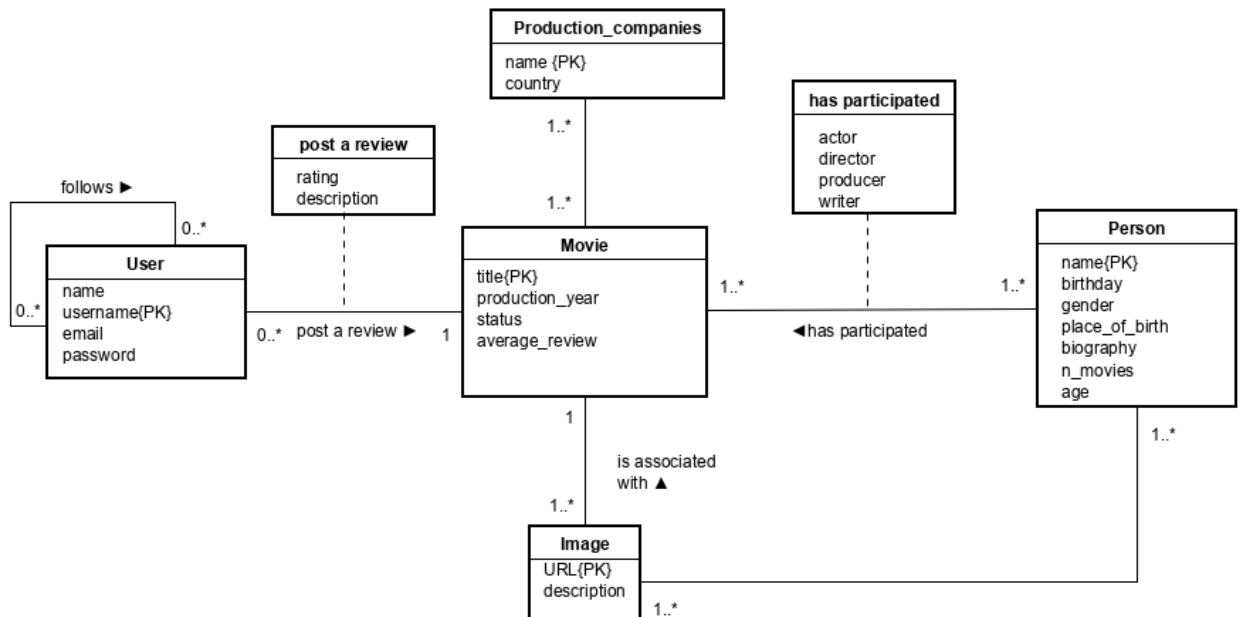 Production_companies
name {PK}
country
1..*
1..*
has participated
actor
director
producer
writer
post a review
rating
description
follows ►
0..*
0..*
User
name
username{PK}
email
password
0..*
post a review ►
1
Movie
title{PK}
production_year
status
average_review
1..*
◄has participated
1..*
Person
name{PK}
birthday
gender
place_of_birth
biography
n_movies
age
1..*
1
is associated
with ▲
1..*
Image
URL{PK}
description
1..*